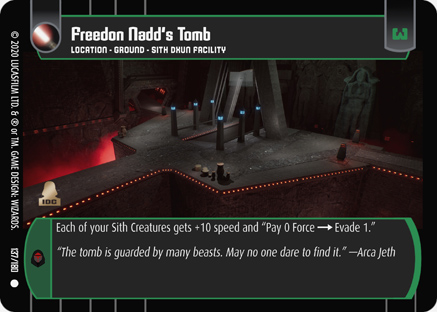 Freedon Nadd's Tomb
LOCATION - GROUND - SITH DXUN FACILITY
Each of your Sith Creatures gets +10 speed and “Pay 0 Force → Evade 1.”
“The tomb is guarded by many beasts. May no one dare to find it.” —Arca Jeth
IDC
© 2020 LUCASFILM LTD. & ® or TM. GAME DESIGN: WIZARDS.
127/180